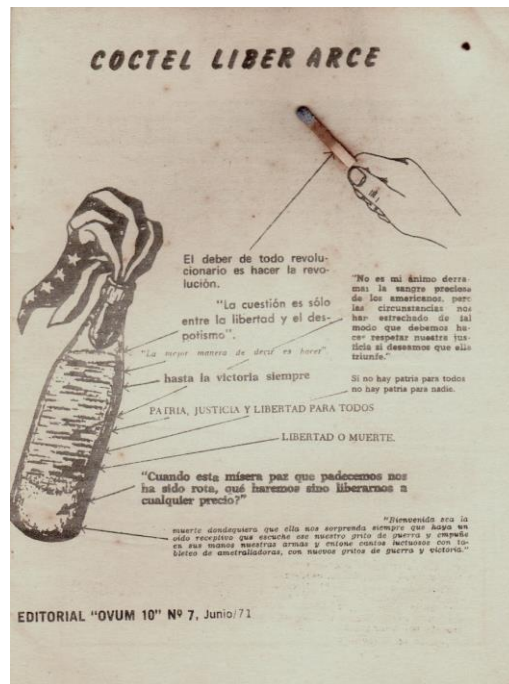 COCTEL LIBER ARCE
El deber de todo revolu-
cionario es hacer la revo-
lución.
"La cuestión es sólo
entre la libertad y el des-
potismo".
"La mejor manera de decir es hacer"
hasta la victoria siempre
"No es mi ánimo derra-
mar la sangre preciosa
de los americanos, pero
las circunstancias nos
han estrechado de tal
modo que debemos ha-
cer respetar nuestra jus-
ticia si deseamos que ella
triunfe."
Si no hay patria para todos
no hay patria para nadie.
PATRIA, JUSTICIA Y LIBERTAD PARA TODOS
LIBERTAD O MUERTE.
"Cuando esta mísera paz que padecemos nos
ha sido rota, qué haremos sino liberarnos a
cualquier precio?"
"Bienvenida sea la
muerte dondequiera que ella nos sorprenda siempre que haya un
oído receptivo que escuche ese nuestro grito de guerra y empuñe
en sus manos nuestras armas y entone cantos luctuosos con ta-
bleteo de ametralladoras, con nuevos gritos de guerra y victoria."
EDITORIAL "OVUM 10" Nº 7, Junio/71